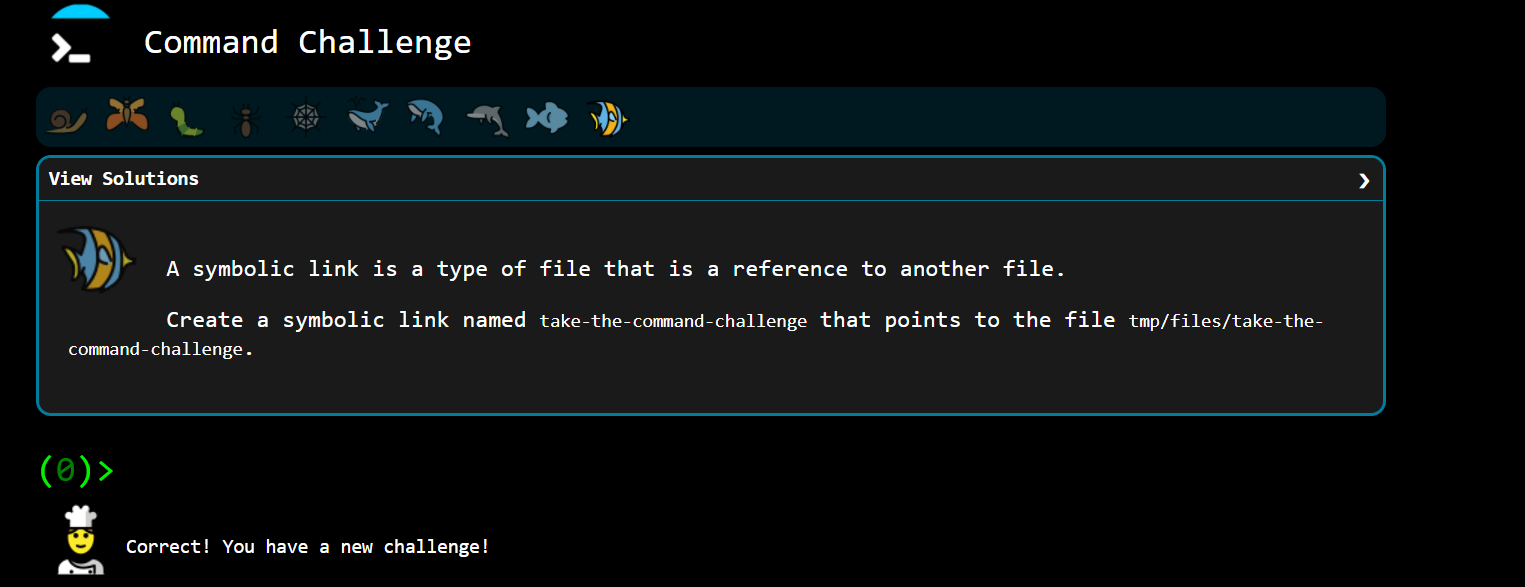 Command Challenge
View Solutions
A symbolic link is a type of file that is a reference to another file.
Create a symbolic link named take-the-command-challenge that points to the file tmp/files/take-the-
command-challenge.
(0)>
Correct! You have a new challenge!